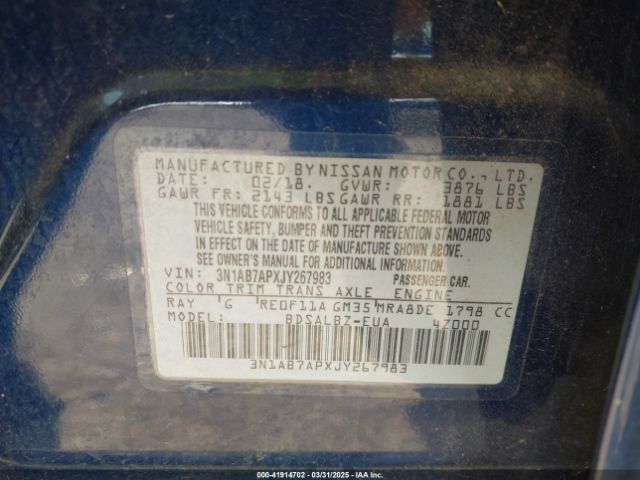 MANUFACTURED BY NISSAN MOTOR CO., LTD.
DATE: 02/18. GVWR: 3876 LBS
GAWR FR: 2143 LBS GAWR RR: 1881 LBS
THIS VEHICLE CONFORMS TO ALL APPLICABLE FEDERAL MOTOR
VEHICLE SAFETY, BUMPER AND THEFT PREVENTION STANDARDS
IN EFFECT ON THE DATE OF MANUFACTURE SHOWN ABOVE.
SEE OWNER'S MANUAL FOR ADDITIONAL INFORMATION.
VIN: 3N1AB7APXJY267983 PASSENGER CAR.
COLOR TRIM TRANS AXLE ENGINE
RAY 'G RE0F11A GM35 MRA8DE 1798 CC
MODEL: BDSALBZ-EUA 47000
3N1AB7APXJY267983
000-41914702 — 03/31/2025 — IAAI.COM